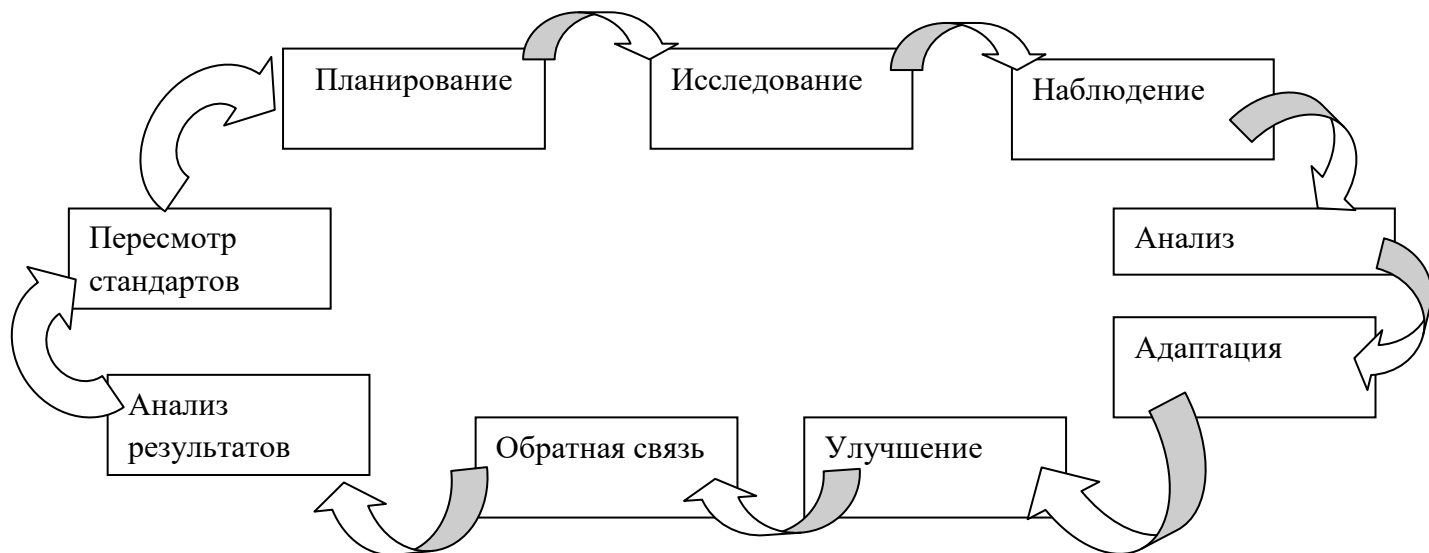 Планирование
Исследование
Наблюдение
Анализ
Адаптация
Улучшение
Обратная связь
Анализ
результатов
Пересмотр
стандартов